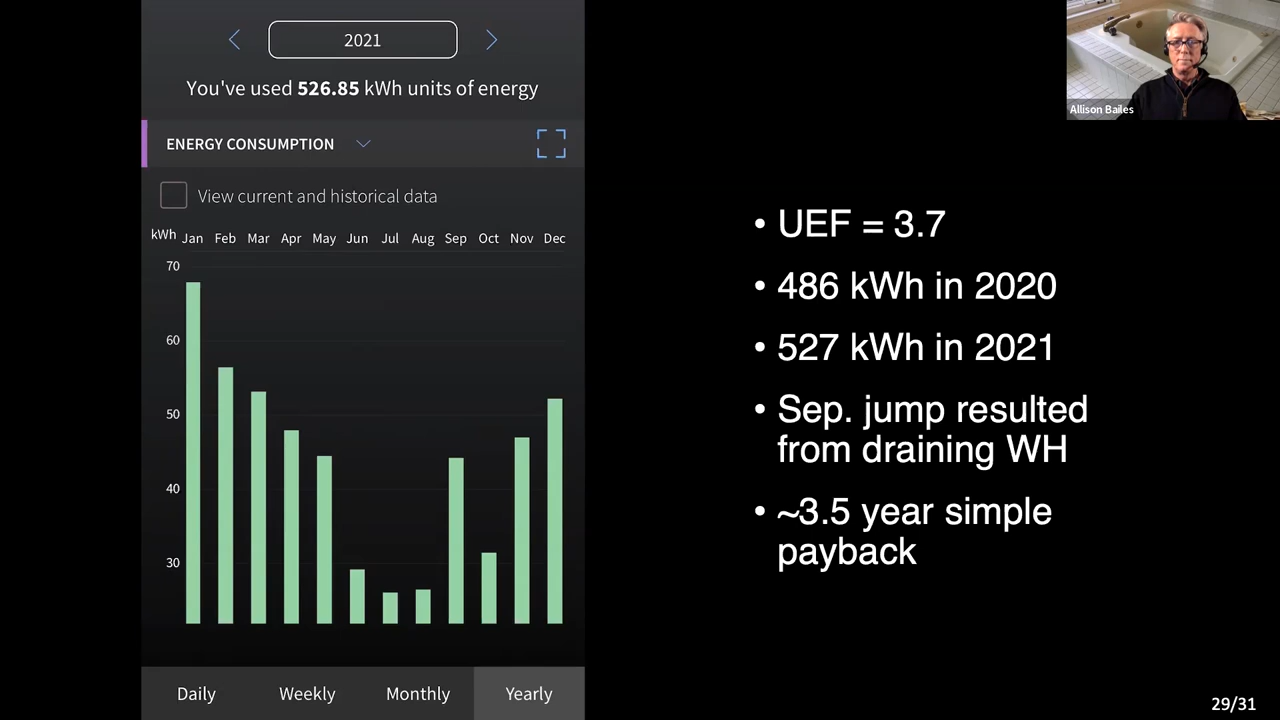 2021
You've used 526.85 kWh units of energy
ENERGY CONSUMPTION
View current and historical data
kWh Jan Feb Mar Apr May Jun Jul Aug Sep Oct Nov Dec
70
60
50
40
30
Daily Weekly Monthly Yearly
• UEF = 3.7
• 486 kWh in 2020
• 527 kWh in 2021
• Sep. jump resulted
from draining WH
• ~3.5 year simple
payback
Allison Bailes
29/31